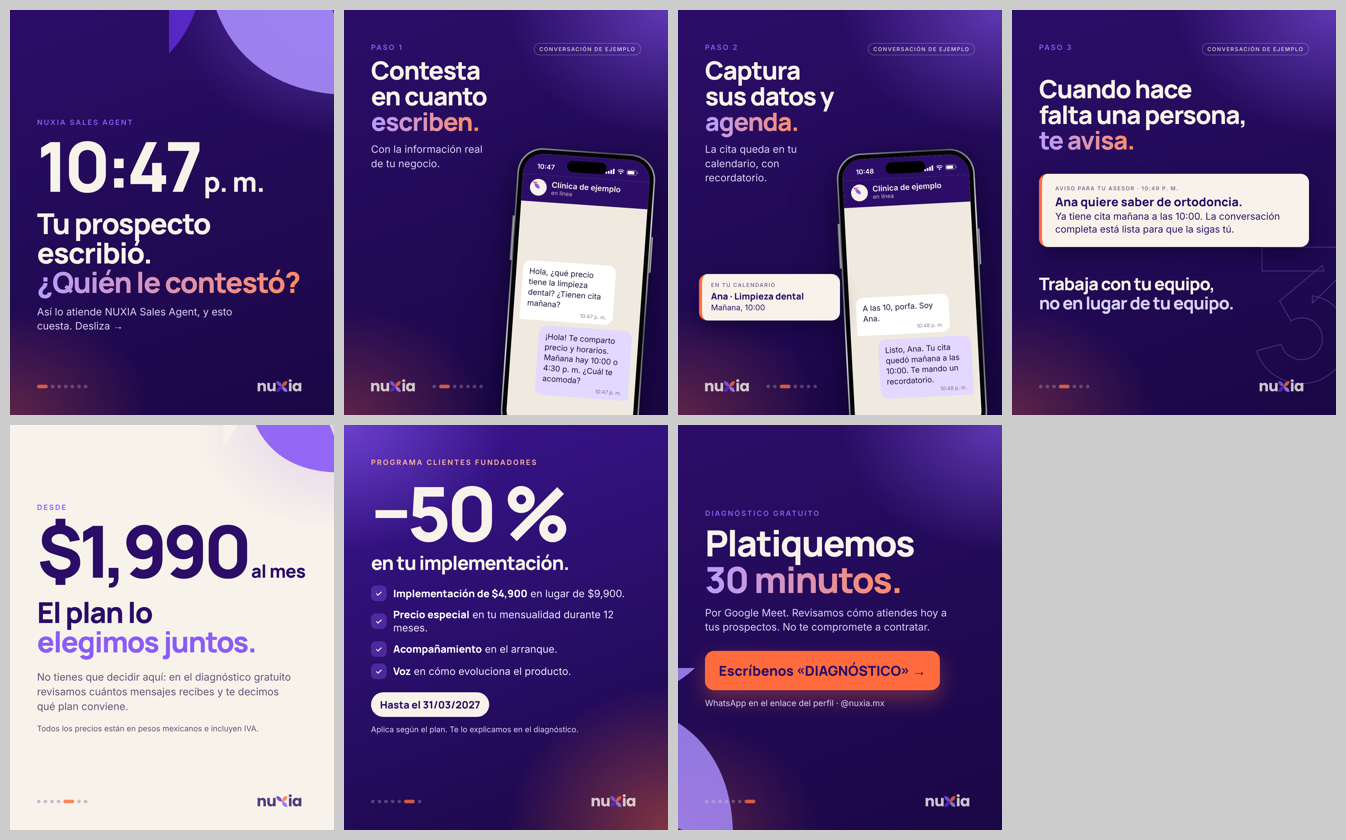 NUXIA SALES AGENT
10:47 p. m.
Tu prospecto
escribió.
¿Quién le contestó?
Así lo atiende NUXIA Sales Agent, y esto
cuesta. Desliza →
nuxia
PASO 1
CONVERSACIÓN DE EJEMPLO
Contesta
en cuanto
escriben.
Con la información real
de tu negocio.
10:47
Clínica de ejemplo
en línea
Hola, ¿qué precio
tiene la limpieza
dental? ¿Tienen cita
mañana?
10:47 p. m.
¡Hola! Te comparto
precio y horarios.
Mañana hay 10:00 o
4:30 p. m. ¿Cuál te
acomoda?
10:47 p. m.
nuxia
PASO 2
CONVERSACIÓN DE EJEMPLO
Captura
sus datos y
agenda.
La cita queda en tu
calendario, con
recordatorio.
10:48
Clínica de ejemplo
en línea
EN TU CALENDARIO
Ana · Limpieza dental
Mañana, 10:00
A las 10, porfa. Soy
Ana.
10:48 p. m.
Listo, Ana. Tu cita
quedó mañana a las
10:00. Te mando un
recordatorio.
10:48 p. m.
nuxia
PASO 3
CONVERSACIÓN DE EJEMPLO
Cuando hace
falta una persona,
te avisa.
AVISO PARA TU ASESOR · 10:49 P. M.
Ana quiere saber de ortodoncia.
Ya tiene cita mañana a las 10:00. La conversación
completa está lista para que la sigas tú.
Trabaja con tu equipo,
no en lugar de tu equipo.
3
nuxia
DESDE
$1,990 al mes
El plan lo
elegimos juntos.
No tienes que decidir aquí: en el diagnóstico gratuito
revisamos cuántos mensajes recibes y te decimos
qué plan conviene.
Todos los precios están en pesos mexicanos e incluyen IVA.
nuxia
PROGRAMA CLIENTES FUNDADORES
−50 %
en tu implementación.
Implementación de $4,900 en lugar de $9,900.
Precio especial en tu mensualidad durante 12
meses.
Acompañamiento en el arranque.
Voz en cómo evoluciona el producto.
Hasta el 31/03/2027
Aplica según el plan. Te lo explicamos en el diagnóstico.
nuxia
DIAGNÓSTICO GRATUITO
Platiquemos
30 minutos.
Por Google Meet. Revisamos cómo atiendes hoy a
tus prospectos. No te compromete a contratar.
Escríbenos «DIAGNÓSTICO» →
WhatsApp en el enlace del perfil · @nuxia.mx
nuxia